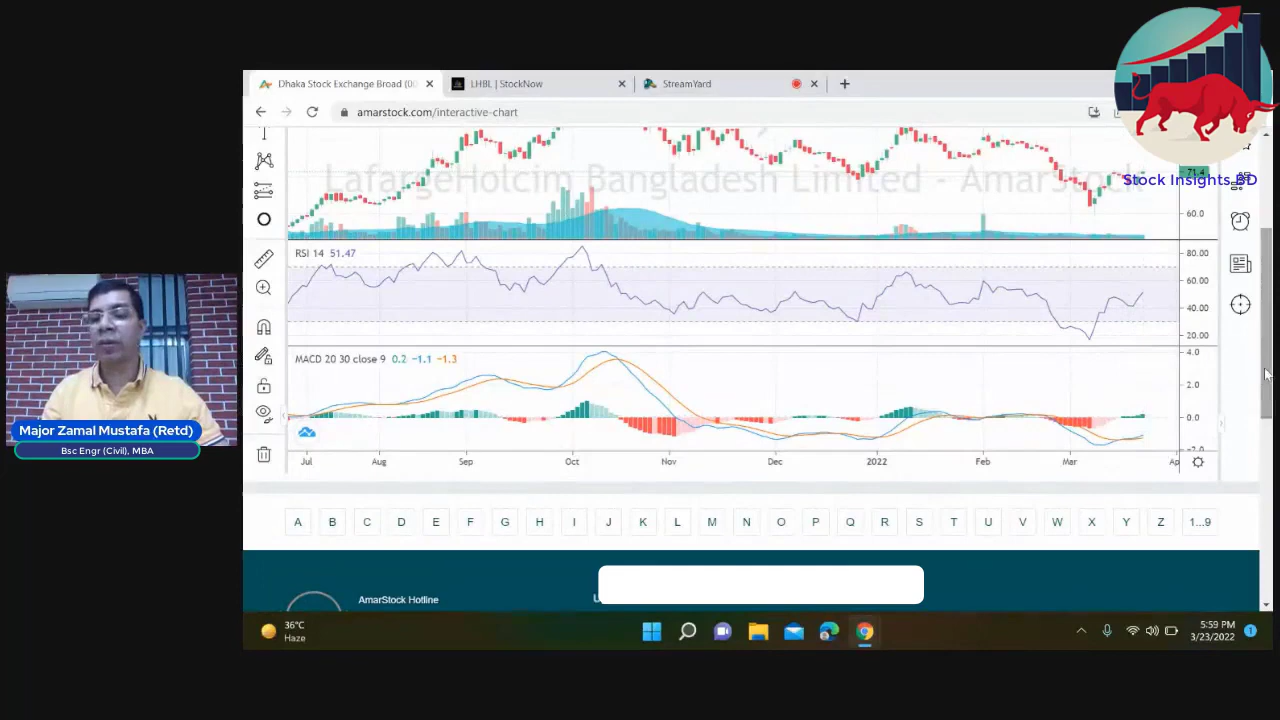 Dhaka Stock Exchange Broad (
LHBL | StockNow
StreamYard
amarstock.com/interactive-chart
LafargeHolcim Bangladesh Limited - AmarStock
71.4
Stock Insights BD
60.0
RSI 14 51.47
80.00
60.00
40.00
20.00
MACD 20 30 close 9 0.2 −1.1 −1.3
4.0
2.0
0.0
Jul Aug Sep Oct Nov Dec 2022 Feb Mar Ap
Major Zamal Mustafa (Retd)
Bsc Engr (Civil), MBA
A B C D E F G H I J K L M N O P Q R S T U V W X Y Z 1...9
AmarStock Hotline
36°C
Haze
5:59 PM
3/23/2022
1